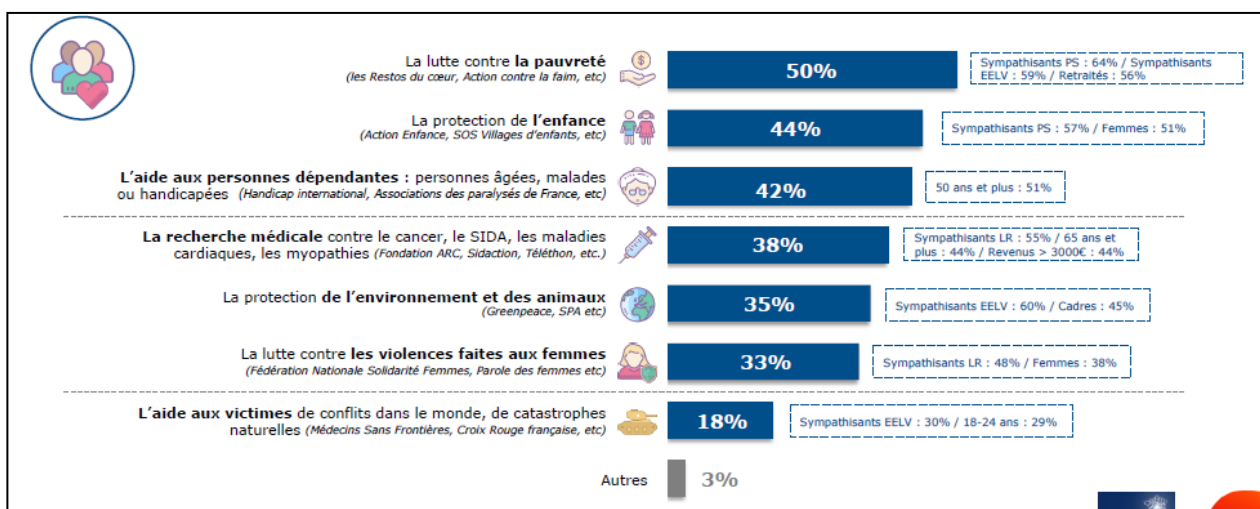 La lutte contre la pauvreté
(les Restos du cœur, Action contre la faim, etc)
50%
Sympathisants PS : 64% / Sympathisants
EELV : 59% / Retraités : 56%
La protection de l'enfance
(Action Enfance, SOS Villages d'enfants, etc)
44%
Sympathisants PS : 57% / Femmes : 51%
L'aide aux personnes dépendantes : personnes âgées, malades
ou handicapées (Handicap international, Associations des paralysés de France, etc)
42%
50 ans et plus : 51%
La recherche médicale contre le cancer, le SIDA, les maladies
cardiaques, les myopathies (Fondation ARC, Sidaction, Téléthon, etc.)
38%
Sympathisants LR : 55% / 65 ans et
plus : 44% / Revenus > 3000€ : 44%
La protection de l'environnement et des animaux
(Greenpeace, SPA etc)
35%
Sympathisants EELV : 60% / Cadres : 45%
La lutte contre les violences faites aux femmes
(Fédération Nationale Solidarité Femmes, Parole des femmes etc)
33%
Sympathisants LR : 48% / Femmes : 38%
L'aide aux victimes de conflits dans le monde, de catastrophes
naturelles (Médecins Sans Frontières, Croix Rouge française, etc)
18%
Sympathisants EELV : 30% / 18-24 ans : 29%
Autres
3%